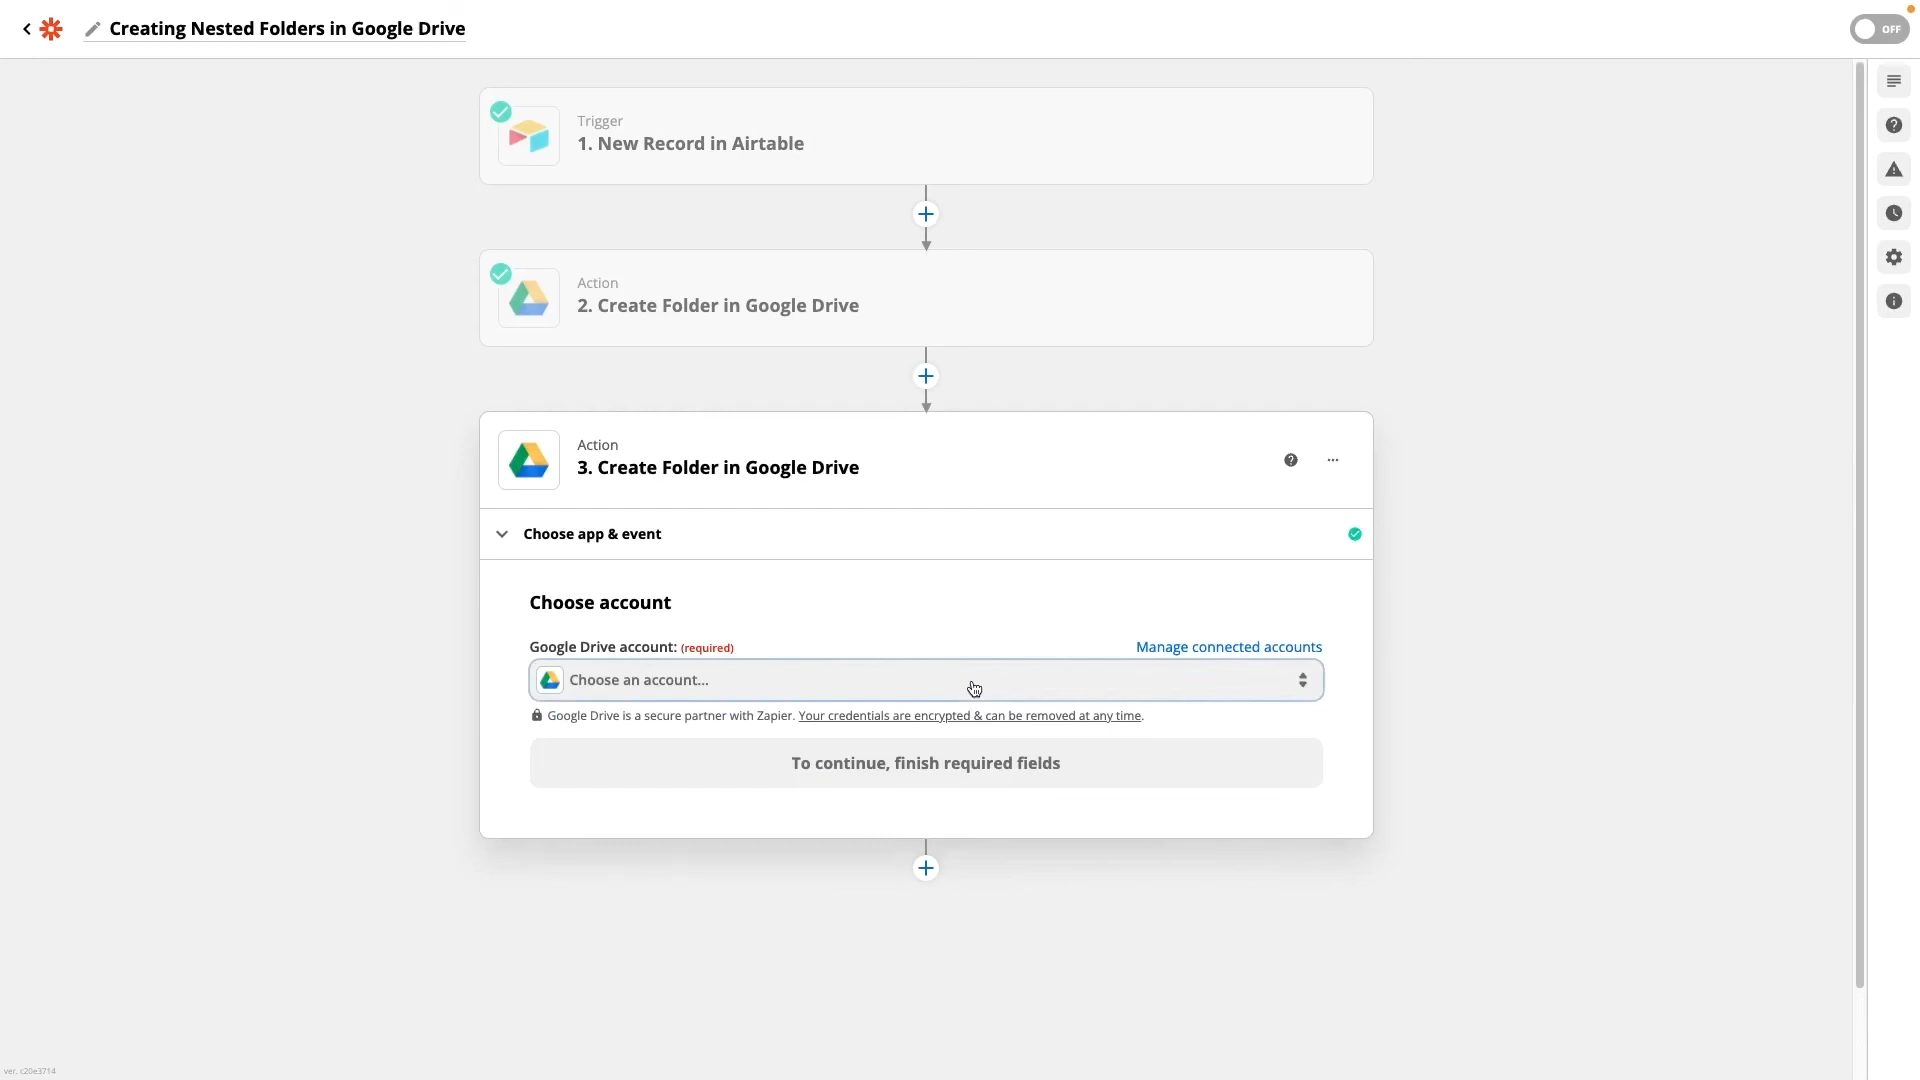 Creating Nested Folders in Google Drive
OFF
Trigger
1. New Record in Airtable
Action
2. Create Folder in Google Drive
Action
3. Create Folder in Google Drive
Choose app & event
Choose account
Google Drive account: (required)
Manage connected accounts
Choose an account...
Google Drive is a secure partner with Zapier. Your credentials are encrypted & can be removed at any time.
To continue, finish required fields
ver. c20e3714